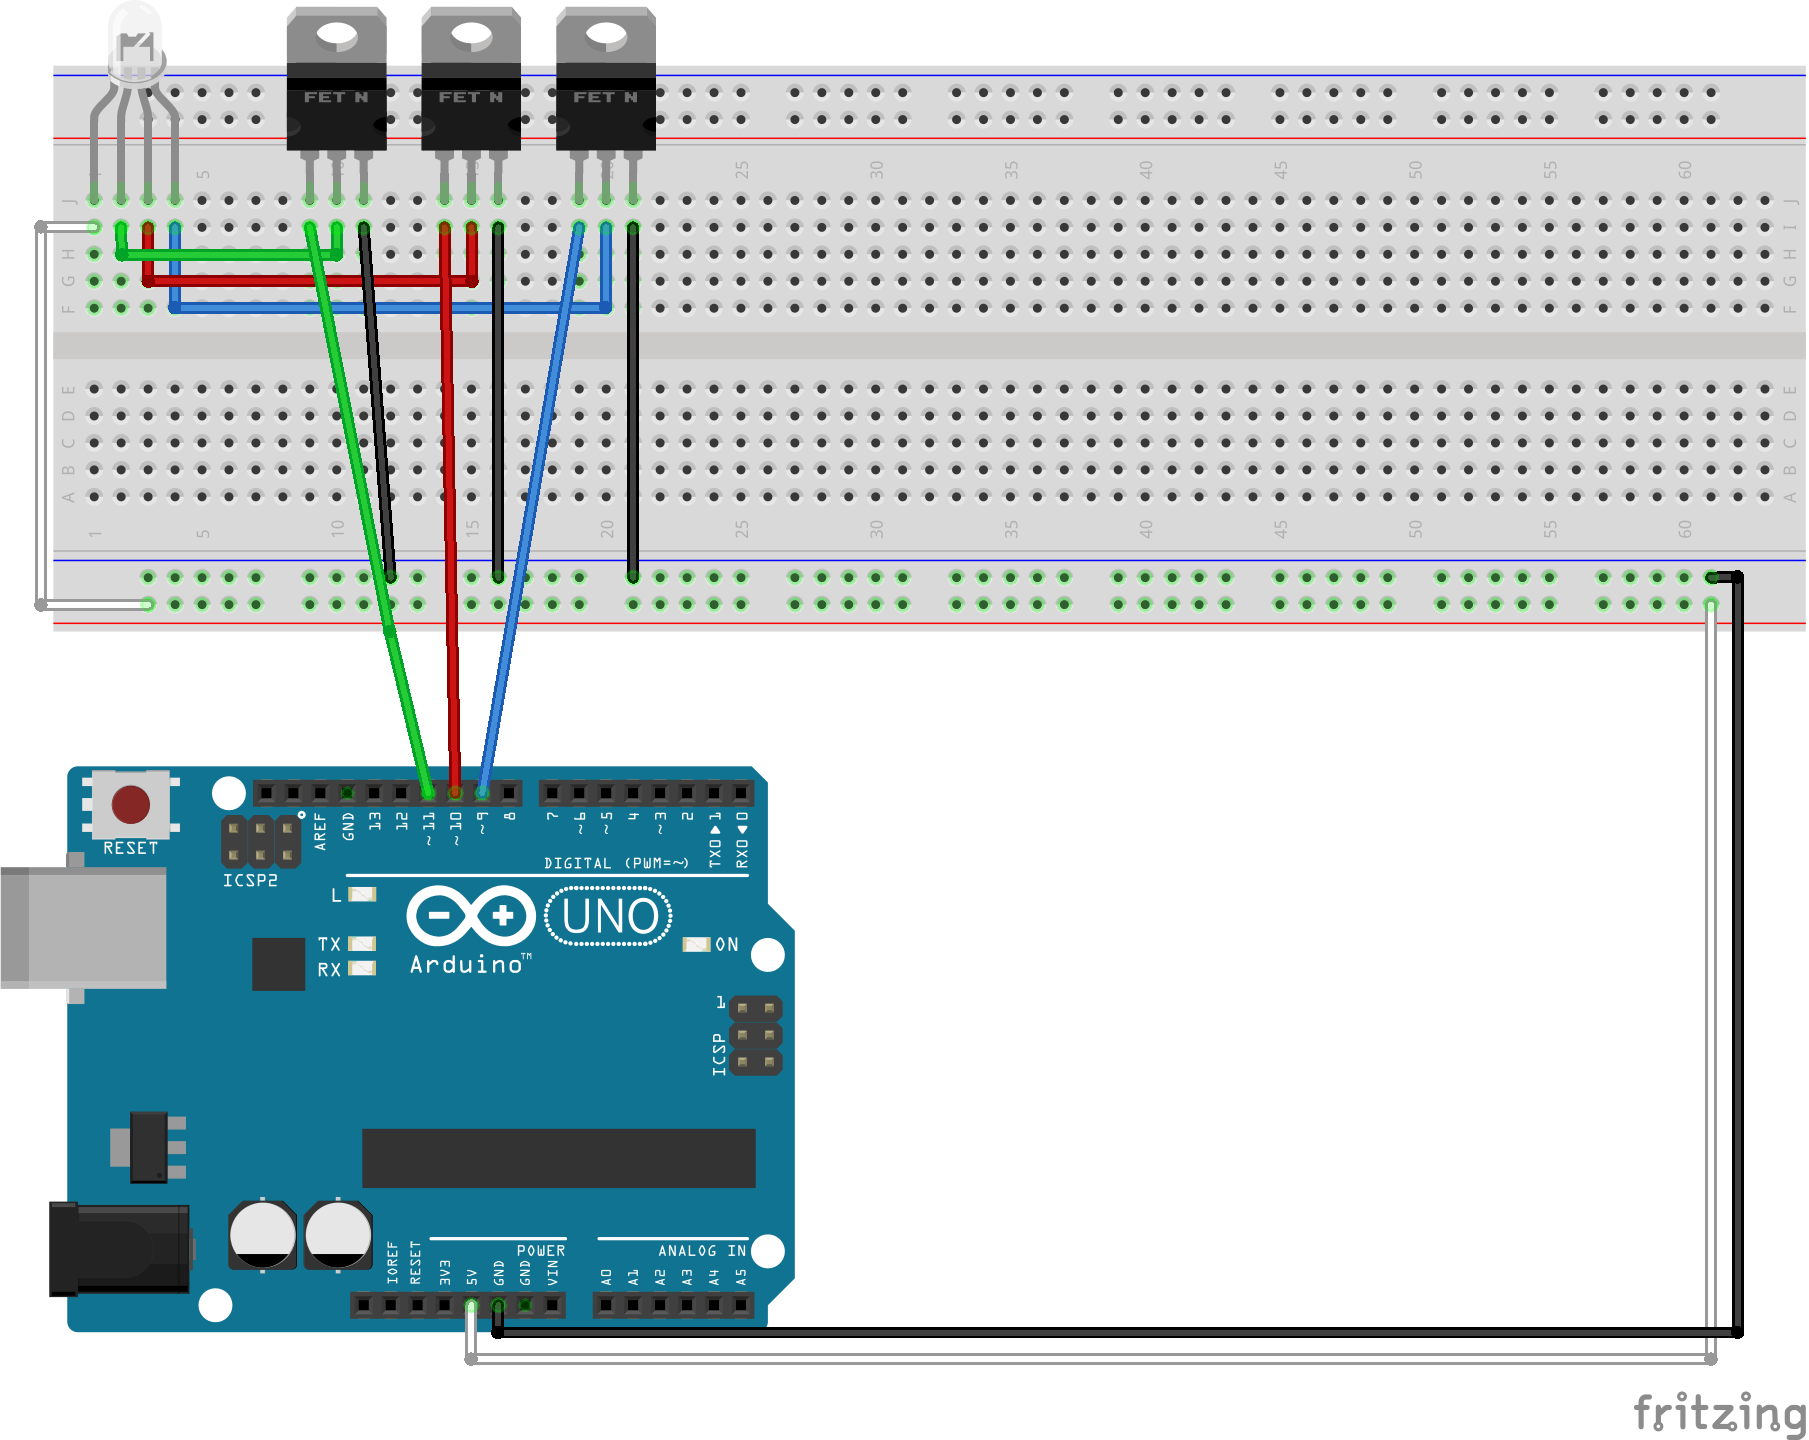 FET N FET N FET N
1 5 10 15 20 25 30 35 40 45 50 55 60
J J
I I
H H
G G
F F
E E
D D
C C
B B
A A
1 5 10 15 20 25 30 35 40 45 50 55 60
RESET
ICSP2
AREF
GND
13
12
~11
~10
~9
8
7
~6
~5
4
~3
2
TX0▶1
RX0◀0
DIGITAL (PWM=~)
L
TX
RX
UNO
Arduino™
ON
1
ICSP
IOREF
RESET
3V3
5V
GND
GND
VIN
POWER
ANALOG IN
A0
A1
A2
A3
A4
A5
fritzing